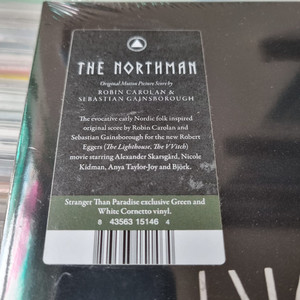 THE NORTHMAN
Original Motion Picture Score by
ROBIN CAROLAN &
SEBASTIAN GAINSBOROUGH
The evocative early Nordic folk inspired
original score by Robin Carolan and
Sebastian Gainsborough for the new Robert
Eggers (The Lighthouse, The VVitch)
movie starring Alexander Skarsgård, Nicole
Kidman, Anya Taylor-Joy and Björk.
Stranger Than Paradise exclusive Green and
White Cornetto vinyl.
8 43563 15146 4